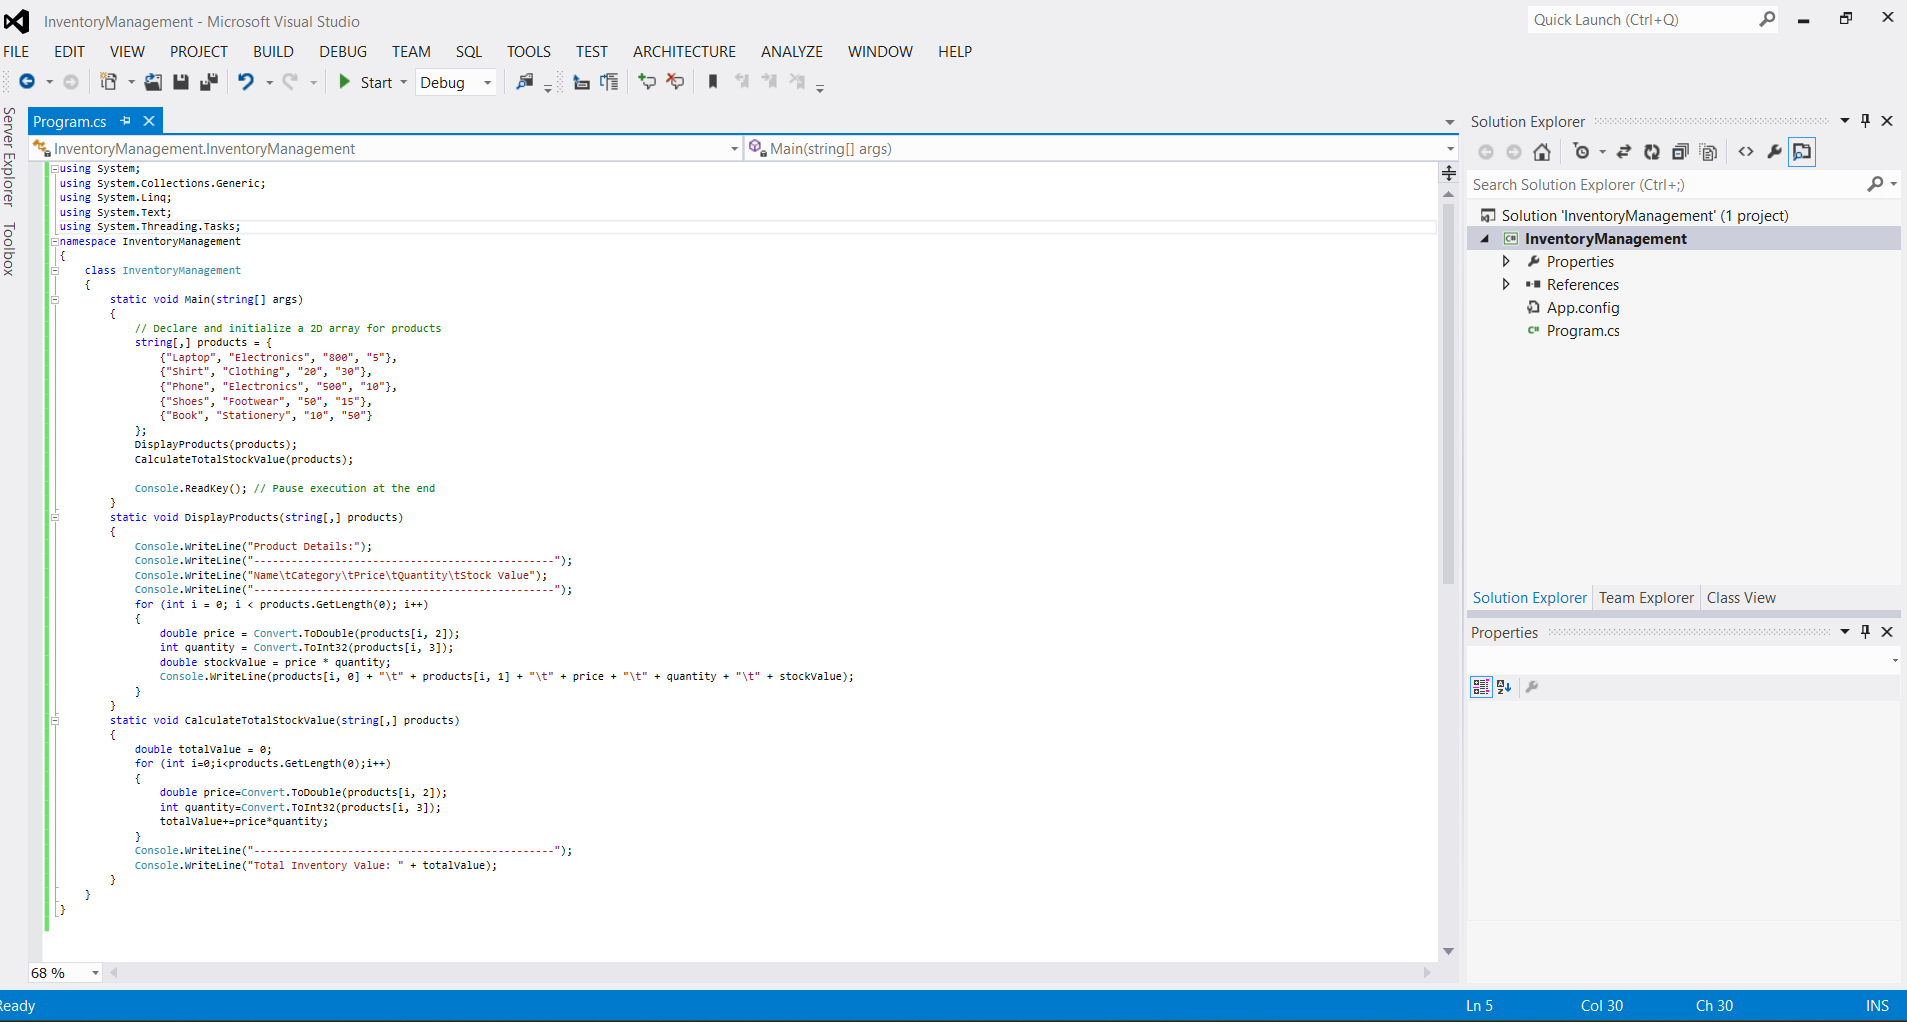 InventoryManagement - Microsoft Visual Studio
Quick Launch (Ctrl+Q)
FILE EDIT VIEW PROJECT BUILD DEBUG TEAM SQL TOOLS TEST ARCHITECTURE ANALYZE WINDOW HELP
Start Debug
Server Explorer
Toolbox
Program.cs
InventoryManagement.InventoryManagement
Main(string[] args)
using System;
using System.Collections.Generic;
using System.Linq;
using System.Text;
using System.Threading.Tasks;
namespace InventoryManagement
{
    class InventoryManagement
    {
        static void Main(string[] args)
        {
            // Declare and initialize a 2D array for products
            string[,] products = {
                {"Laptop", "Electronics", "800", "5"},
                {"Shirt", "Clothing", "20", "30"},
                {"Phone", "Electronics", "500", "10"},
                {"Shoes", "Footwear", "50", "15"},
                {"Book", "Stationery", "10", "50"}
            };
            DisplayProducts(products);
            CalculateTotalStockValue(products);
            Console.ReadKey(); // Pause execution at the end
        }
        static void DisplayProducts(string[,] products)
        {
            Console.WriteLine("Product Details:");
            Console.WriteLine("------------------------------------------------");
            Console.WriteLine("Name\tCategory\tPrice\tQuantity\tStock Value");
            Console.WriteLine("------------------------------------------------");
            for (int i = 0; i < products.GetLength(0); i++)
            {
                double price = Convert.ToDouble(products[i, 2]);
                int quantity = Convert.ToInt32(products[i, 3]);
                double stockValue = price * quantity;
                Console.WriteLine(products[i, 0] + "\t" + products[i, 1] + "\t" + price + "\t" + quantity + "\t" + stockValue);
            }
        }
        static void CalculateTotalStockValue(string[,] products)
        {
            double totalValue = 0;
            for (int i=0;i<products.GetLength(0);i++)
            {
                double price=Convert.ToDouble(products[i, 2]);
                int quantity=Convert.ToInt32(products[i, 3]);
                totalValue+=price*quantity;
            }
            Console.WriteLine("------------------------------------------------");
            Console.WriteLine("Total Inventory Value: " + totalValue);
        }
    }
}
68 %
Solution Explorer
Search Solution Explorer (Ctrl+;)
Solution 'InventoryManagement' (1 project)
InventoryManagement
Properties
References
App.config
Program.cs
Solution Explorer Team Explorer Class View
Properties
Ready Ln 5 Col 30 Ch 30 INS